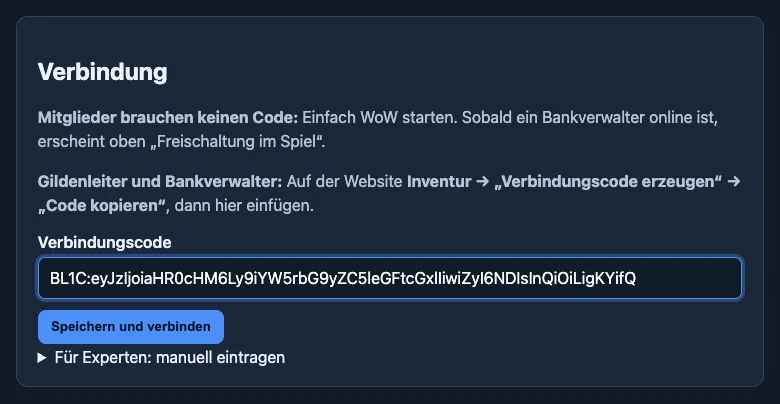 Verbindung
Mitglieder brauchen keinen Code: Einfach WoW starten. Sobald ein Bankverwalter online ist,
erscheint oben „Freischaltung im Spiel“.
Gildenleiter und Bankverwalter: Auf der Website Inventur → „Verbindungscode erzeugen“ →
„Code kopieren“, dann hier einfügen.
Verbindungscode
BL1C:eyJzIjoiaHR0cHM6Ly9iYW5rbG9yZC5leGFtcGxlIiwiZyI6NDIsInQiOiLigKYifQ
Speichern und verbinden
Für Experten: manuell eintragen